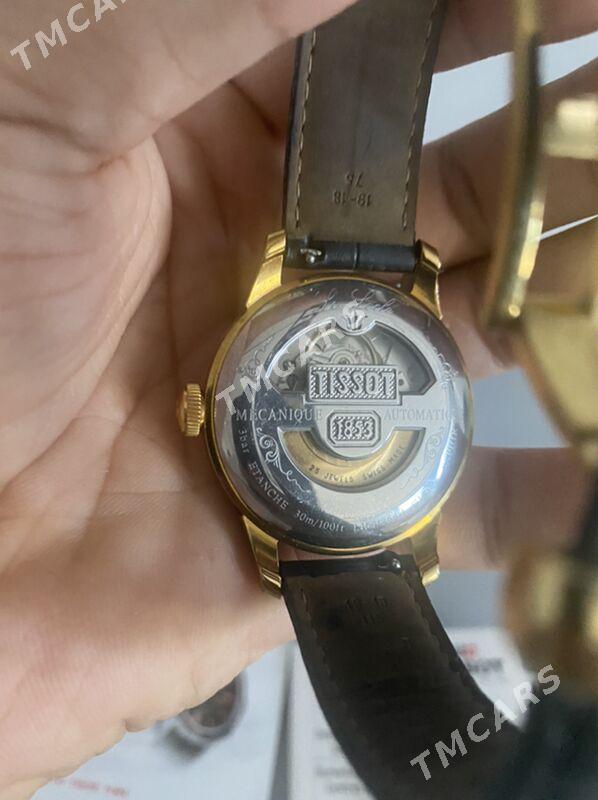 TMCARS
75
19-18
TISSOT
MECANIQUE
AUTOMATIC
1853
25 JEWELS SWISS MADE
3bar ETANCHE 30m/100ft
TMCARS
TMCARS